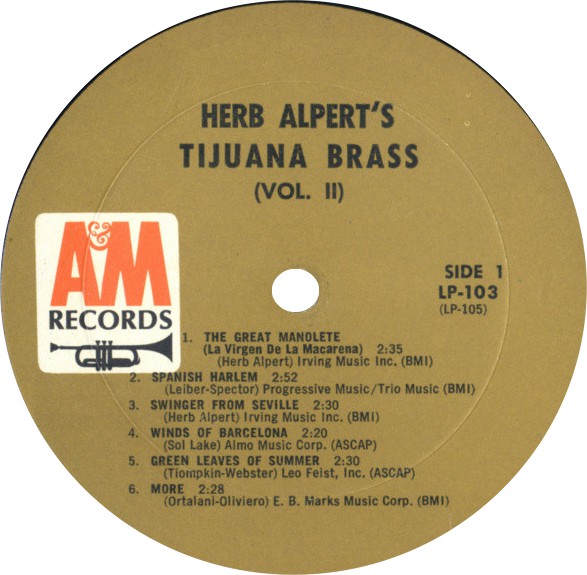 HERB ALPERT'S
TIJUANA BRASS
(VOL. II)
A&M
RECORDS
SIDE 1
LP-103
(LP-105)
1. THE GREAT MANOLETE
(La Virgen De La Macarena) 2:35
(Herb Alpert) Irving Music Inc. (BMI)
2. SPANISH HARLEM 2:52
(Leiber-Spector) Progressive Music/Trio Music (BMI)
3. SWINGER FROM SEVILLE 2:30
(Herb Alpert) Irving Music Inc. (BMI)
4. WINDS OF BARCELONA 2:20
(Sol Lake) Almo Music Corp. (ASCAP)
5. GREEN LEAVES OF SUMMER 2:30
(Tiompkin-Webster) Leo Feist, Inc. (ASCAP)
6. MORE 2:28
(Ortalani-Oliviero) E. B. Marks Music Corp. (BMI)